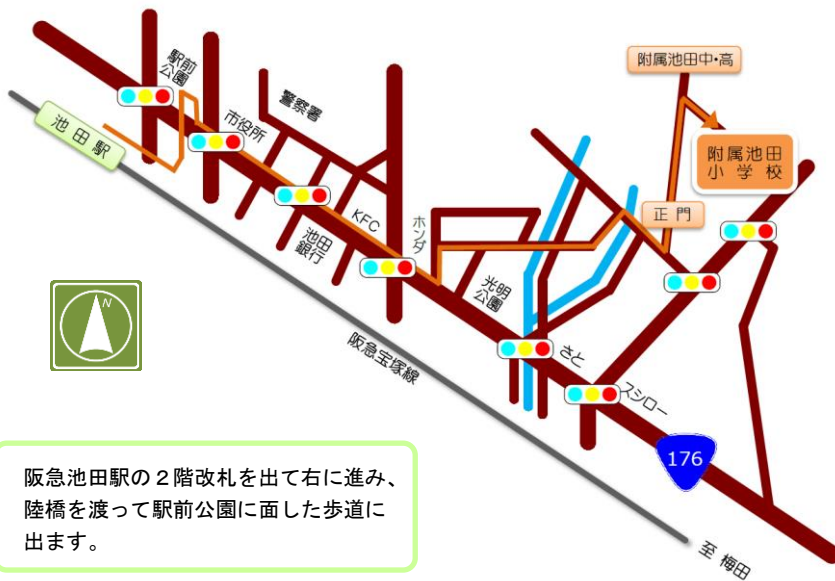 駅前
公園
附属池田中・高
池田駅
市役所
警察署
附属池田
小学校
正門
KFC
ホンダ
池田
銀行
光明
公園
N
阪急宝塚線
さと
スシロー
176
阪急池田駅の２階改札を出て右に進み、
陸橋を渡って駅前公園に面した歩道に
出ます。
至 梅田